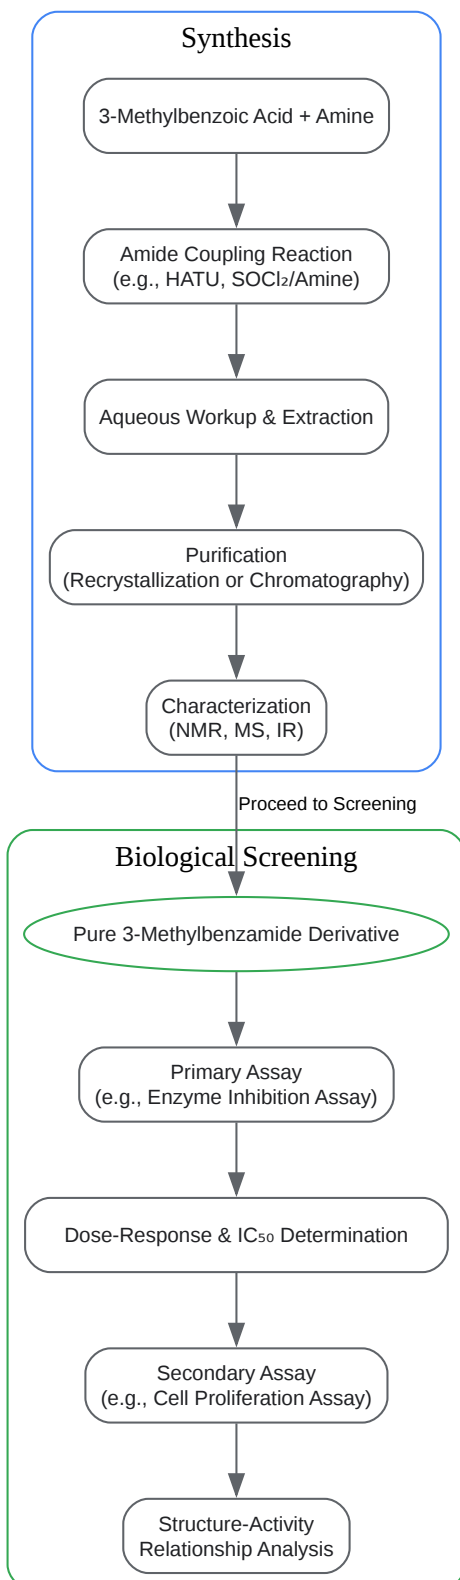 Synthesis
3-Methylbenzoic Acid + Amine
Amide Coupling Reaction
(e.g., HATU, SOCl₂/Amine)
Aqueous Workup & Extraction
Purification
(Recrystallization or Chromatography)
Characterization
(NMR, MS, IR)
Proceed to Screening
Biological Screening
Pure 3-Methylbenzamide Derivative
Primary Assay
(e.g., Enzyme Inhibition Assay)
Dose-Response & IC₅₀ Determination
Secondary Assay
(e.g., Cell Proliferation Assay)
Structure-Activity
Relationship Analysis